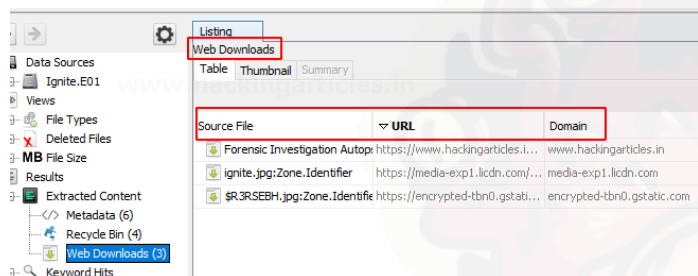 Listing
Web Downloads
Table Thumbnail Summary
Data Sources
Ignite.E01
Views
File Types
Deleted Files
MB File Size
Results
Extracted Content
Metadata (6)
Recycle Bin (4)
Web Downloads (3)
Keyword Hits
www.hackingarticles.in
Source File URL Domain
Forensic Investigation Autop https://www.hackingarticles.i... www.hackingarticles.in
ignite.jpg:Zone.Identifier https://media-exp1.licdn.com/... media-exp1.licdn.com
$R3RSEBH.jpg:Zone.Identifie https://encrypted-tbn0.gstati... encrypted-tbn0.gstatic.com